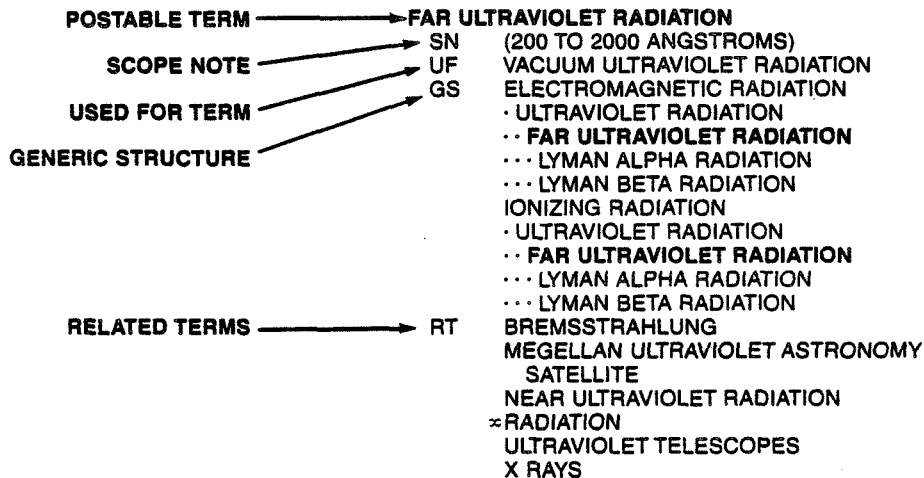 POSTABLE TERM FAR ULTRAVIOLET RADIATION
SN (200 TO 2000 ANGSTROMS)
SCOPE NOTE UF VACUUM ULTRAVIOLET RADIATION
GS ELECTROMAGNETIC RADIATION
USED FOR TERM · ULTRAVIOLET RADIATION
·· FAR ULTRAVIOLET RADIATION
GENERIC STRUCTURE ··· LYMAN ALPHA RADIATION
··· LYMAN BETA RADIATION
IONIZING RADIATION
· ULTRAVIOLET RADIATION
·· FAR ULTRAVIOLET RADIATION
··· LYMAN ALPHA RADIATION
··· LYMAN BETA RADIATION
RELATED TERMS RT BREMSSTRAHLUNG
MEGELLAN ULTRAVIOLET ASTRONOMY
SATELLITE
NEAR ULTRAVIOLET RADIATION
∞ RADIATION
ULTRAVIOLET TELESCOPES
X RAYS